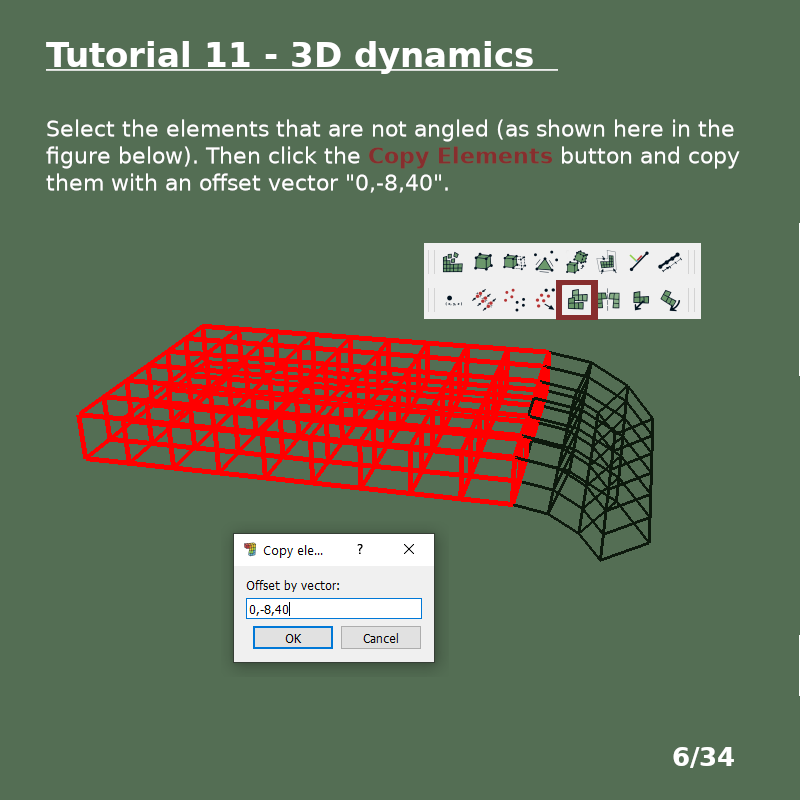 Tutorial 11 - 3D dynamics
Select the elements that are not angled (as shown here in the
figure below). Then click the Copy Elements button and copy
them with an offset vector "0,-8,40".
Copy ele...
?
Offset by vector:
0,-8,40
OK
Cancel
6/34